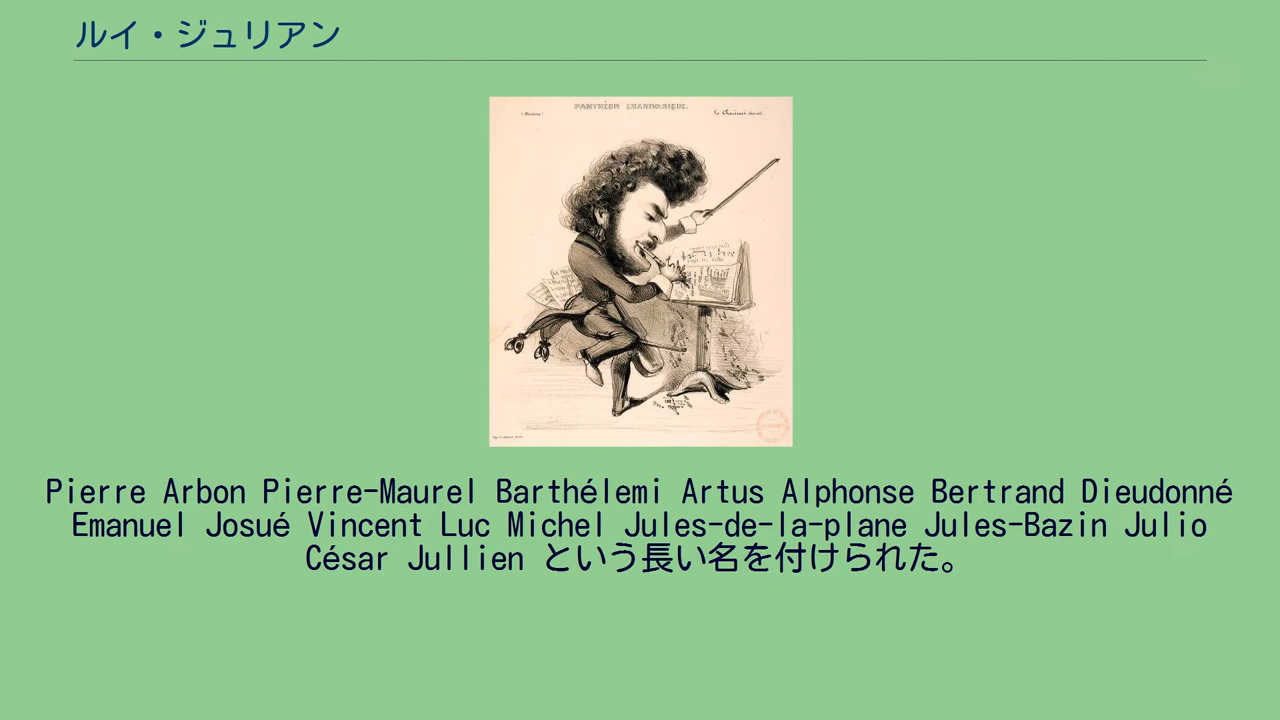 ルイ・ジュリアン
PANTHÉON CHARIVARIQUE.
Pierre Arbon Pierre-Maurel Barthélemi Artus Alphonse Bertrand Dieudonné
Emanuel Josué Vincent Luc Michel Jules-de-la-plane Jules-Bazin Julio
César Jullien という長い名を付けられた。